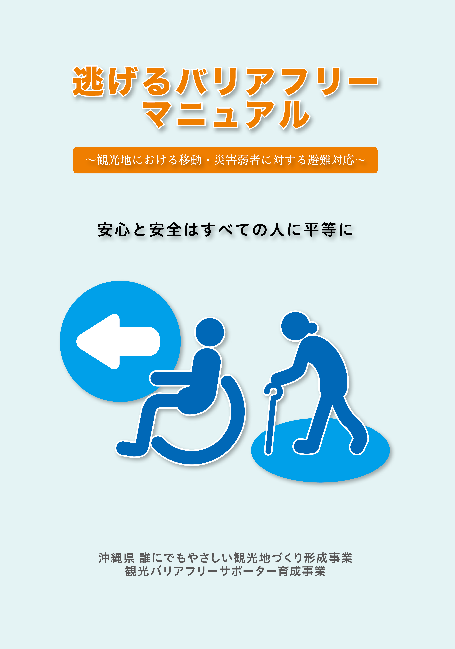 逃げるバリアフリー
マニュアル
～観光地における移動・災害弱者に対する避難対応～
安心と安全はすべての人に平等に
沖縄県 誰にでもやさしい観光地づくり形成事業
観光バリアフリーサポーター育成事業